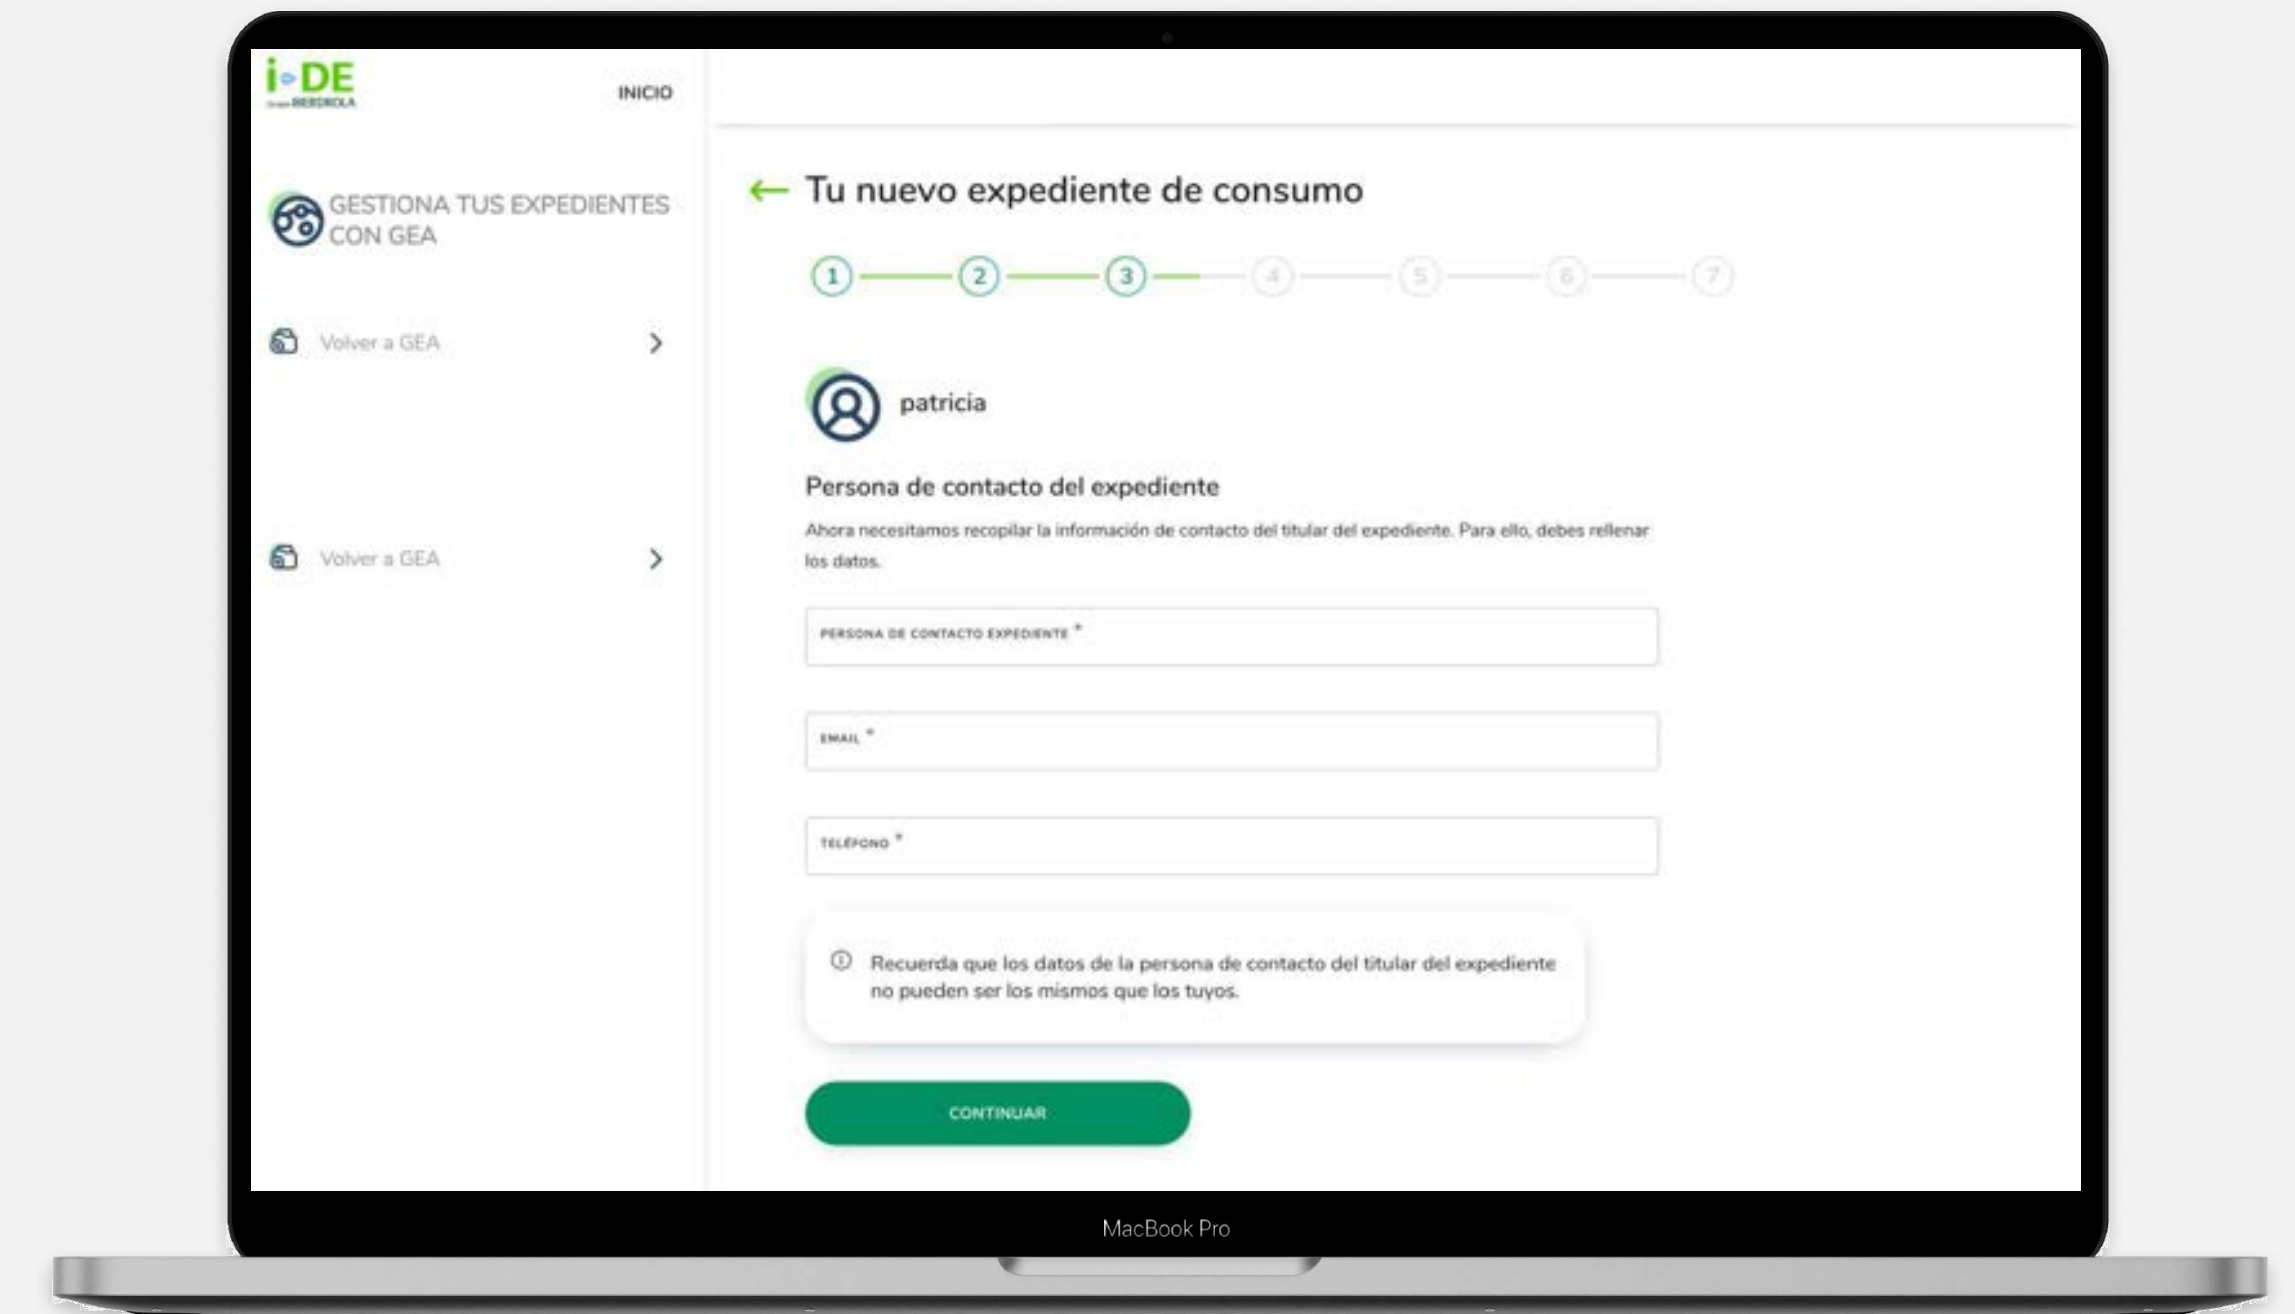 i-DE
Grupo IBERDROLA
INICIO
GESTIONA TUS EXPEDIENTES
CON GEA
Volver a GEA
Volver a GEA
Tu nuevo expediente de consumo
1 2 3 4 5 6 7
patricia
Persona de contacto del expediente
Ahora necesitamos recopilar la información de contacto del titular del expediente. Para ello, debes rellenar
los datos.
PERSONA DE CONTACTO EXPEDIENTE *
EMAIL *
TELÉFONO *
Recuerda que los datos de la persona de contacto del titular del expediente
no pueden ser los mismos que los tuyos.
CONTINUAR
MacBook Pro